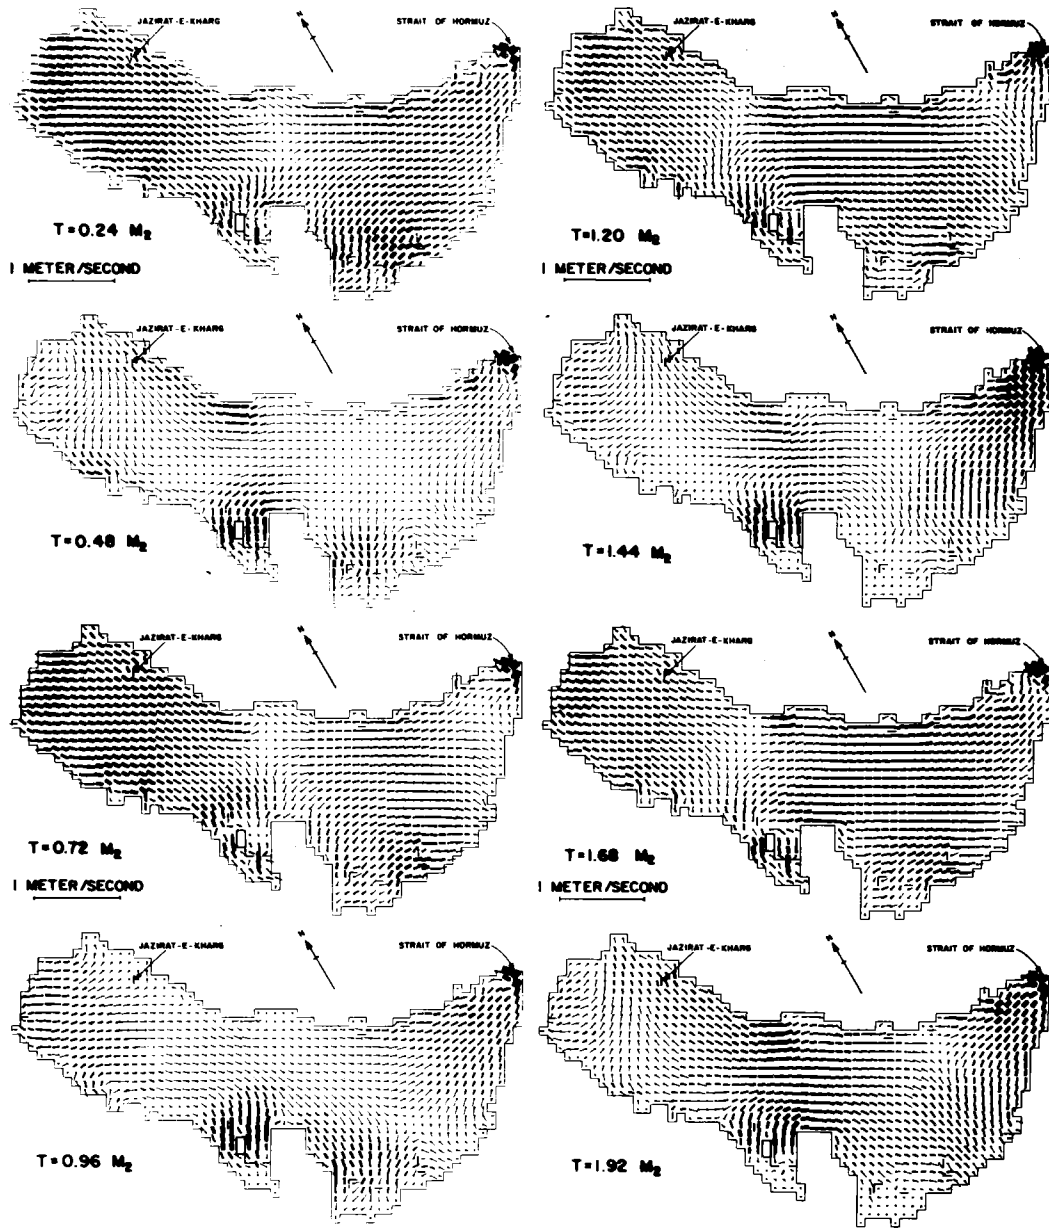 JAZIRAT-E-KHARG
STRAIT OF HORMUZ
N
T=0.24 M2
1 METER/SECOND
JAZIRAT-E-KHARG
STRAIT OF HORMUZ
N
T=1.20 M2
1 METER/SECOND
JAZIRAT-E-KHARG
STRAIT OF HORMUZ
N
T=0.48 M2
JAZIRAT-E-KHARG
STRAIT OF HORMUZ
N
T=1.44 M2
JAZIRAT-E-KHARG
STRAIT OF HORMUZ
N
T=0.72 M2
1 METER/SECOND
JAZIRAT-E-KHARG
STRAIT OF HORMUZ
N
T=1.68 M2
1 METER/SECOND
JAZIRAT-E-KHARG
STRAIT OF HORMUZ
N
T=0.96 M2
JAZIRAT-E-KHARG
STRAIT OF HORMUZ
N
T=1.92 M2